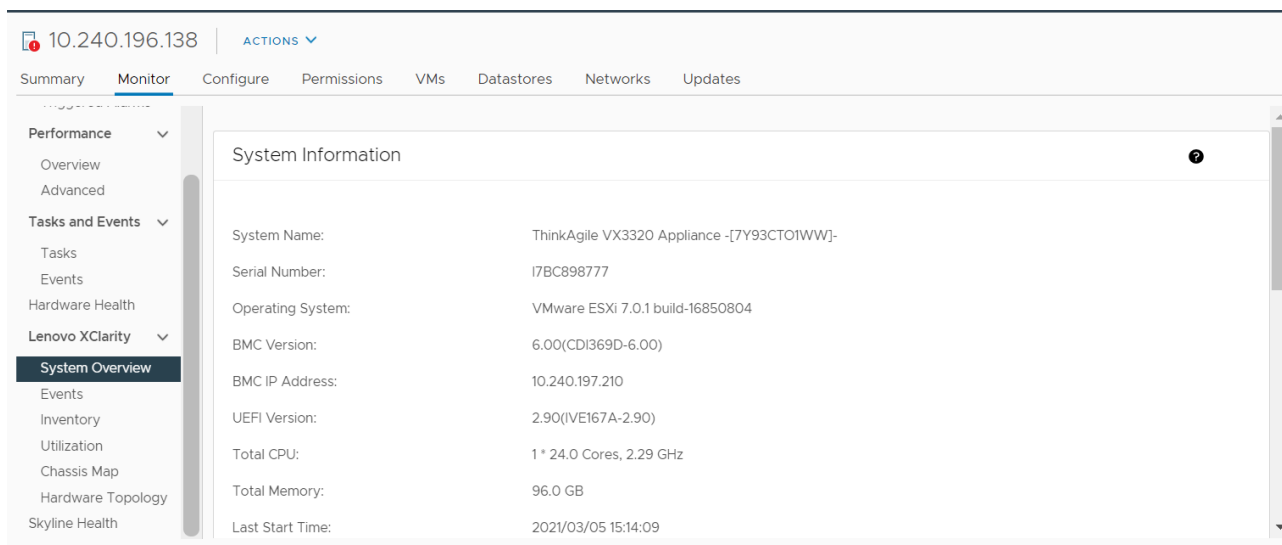 10.240.196.138 ACTIONS
Summary Monitor Configure Permissions VMs Datastores Networks Updates
Performance
Overview
Advanced
Tasks and Events
Tasks
Events
Hardware Health
Lenovo XClarity
System Overview
Events
Inventory
Utilization
Chassis Map
Hardware Topology
Skyline Health
System Information
System Name: ThinkAgile VX3320 Appliance -[7Y93CTO1WW]-
Serial Number: I7BC898777
Operating System: VMware ESXi 7.0.1 build-16850804
BMC Version: 6.00(CDI369D-6.00)
BMC IP Address: 10.240.197.210
UEFI Version: 2.90(IVE167A-2.90)
Total CPU: 1 * 24.0 Cores, 2.29 GHz
Total Memory: 96.0 GB
Last Start Time: 2021/03/05 15:14:09